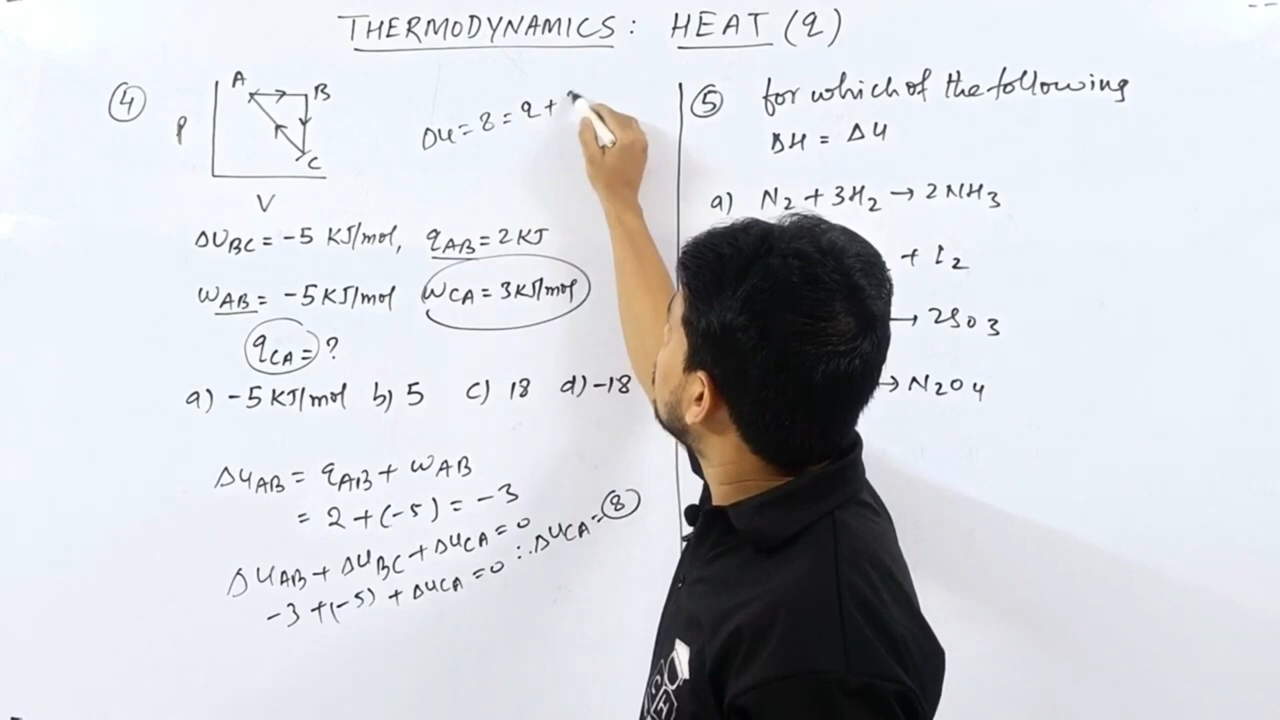 THERMODYNAMICS: HEAT (q)
④
A
B
P
C
V
ΔU = 8 = q +
ΔU_BC = -5 KJ/mol, q_AB = 2KJ
w_AB = -5KJ/mol w_CA = 3KJ/mol
q_CA = ?
a) -5KJ/mol b) 5 c) 18 d) -18
ΔU_AB = q_AB + w_AB
= 2 + (-5) = -3
ΔU_AB + ΔU_BC + ΔU_CA = 0
-3 + (-5) + ΔU_CA = 0 ∴ ΔU_CA = 8
⑤ for which of the following
ΔH = ΔU
a) N2 + 3H2 → 2NH3
+ I2
→ 2SO3
→ N2O4